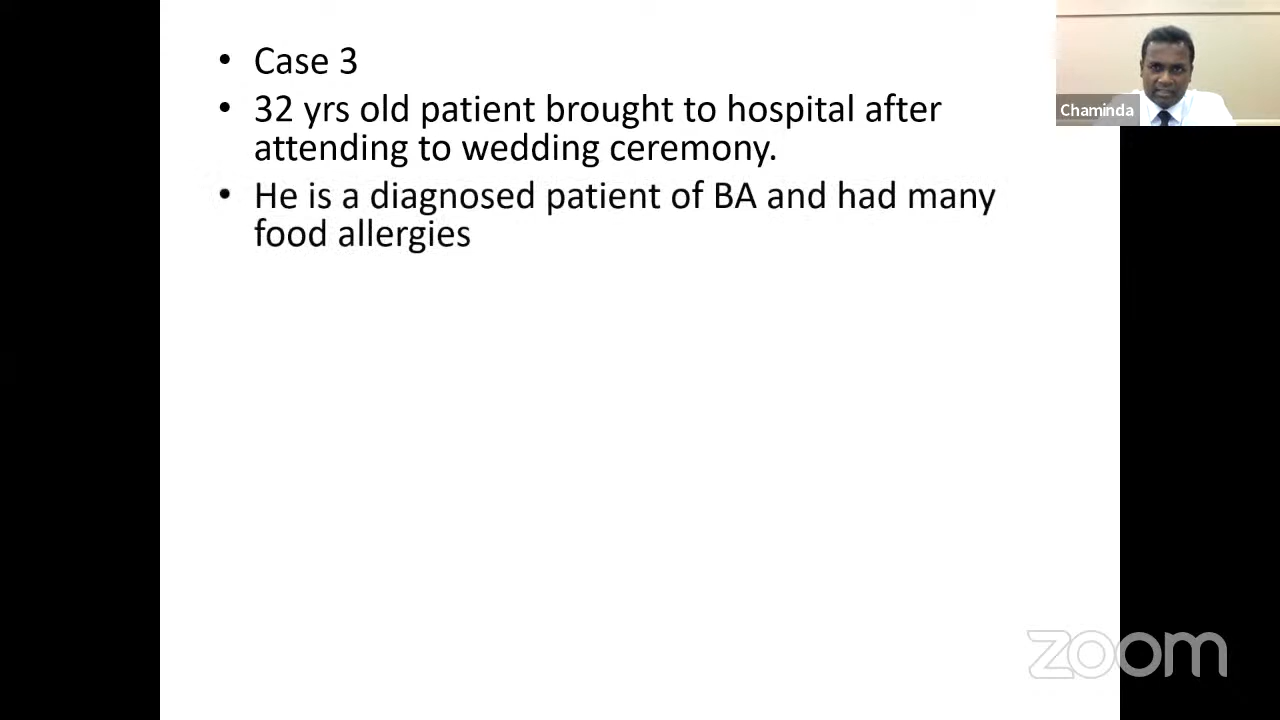 • Case 3
• 32 yrs old patient brought to hospital after
attending to wedding ceremony.
• He is a diagnosed patient of BA and had many
food allergies
Chaminda
zoom